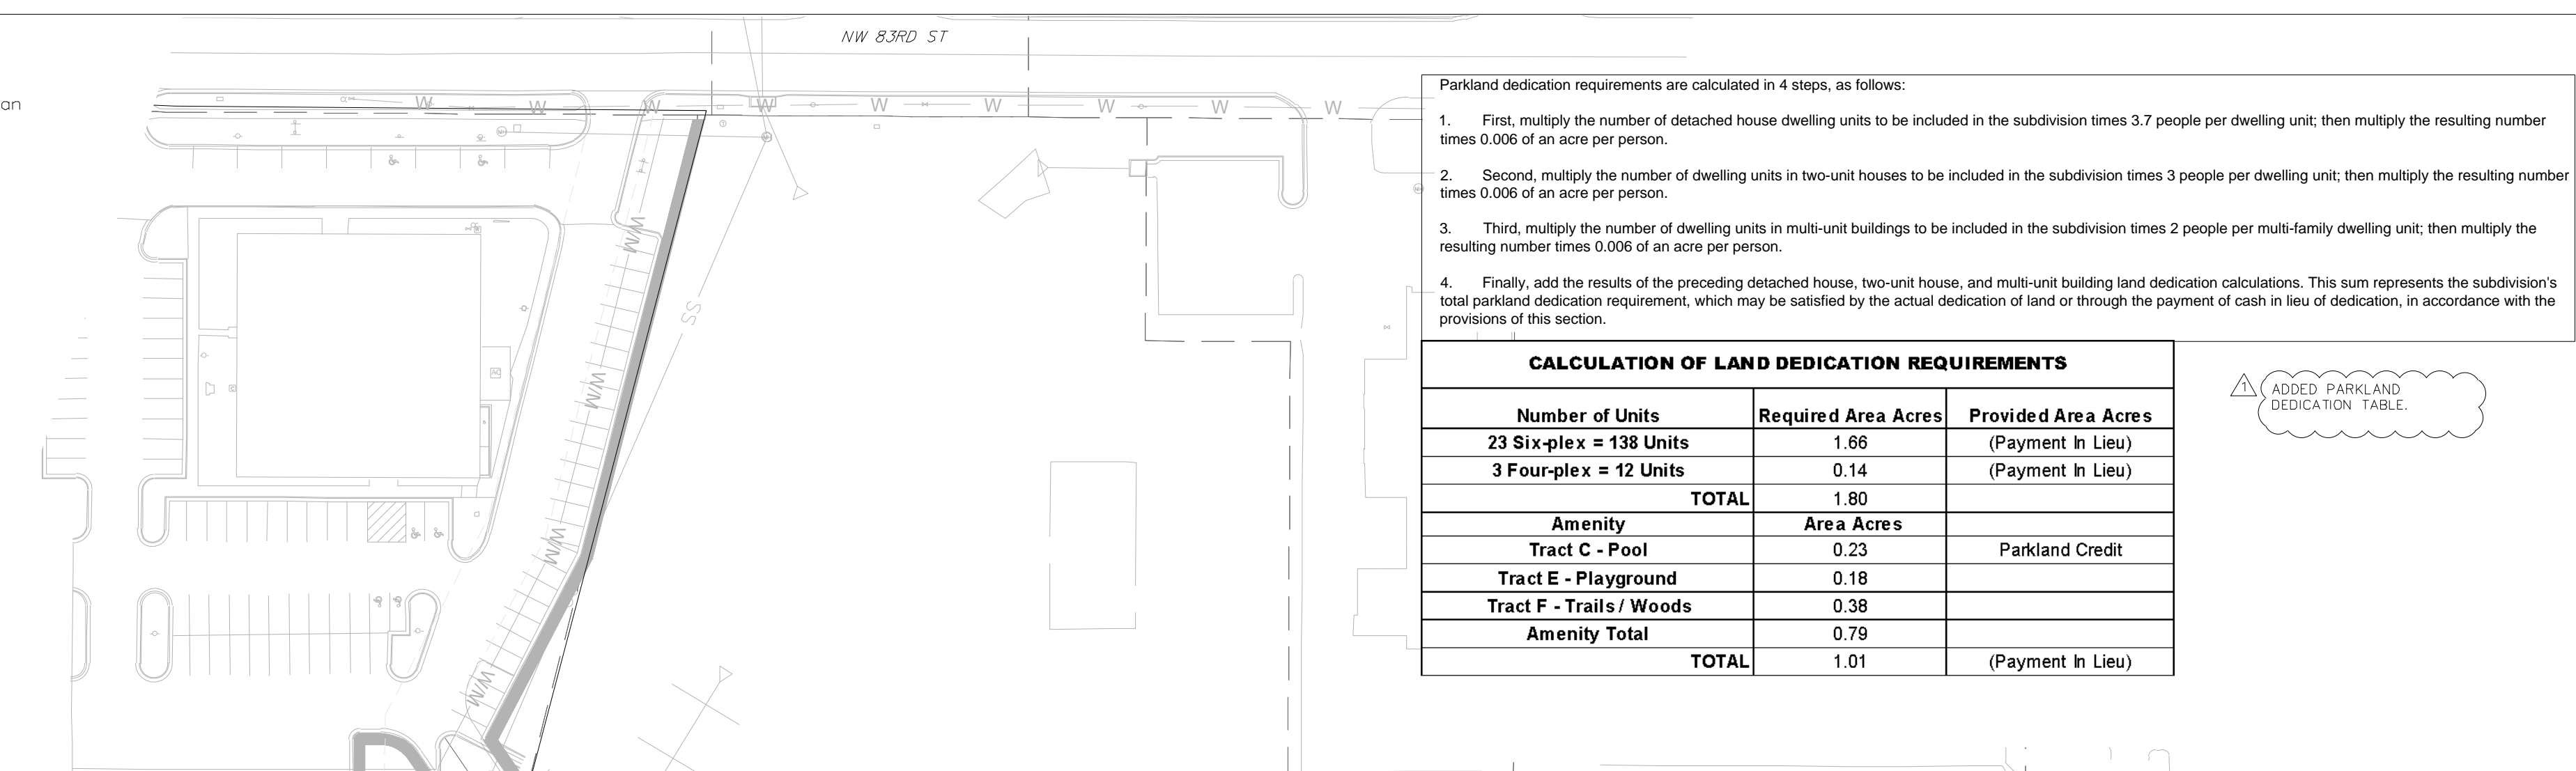 NW 83RD ST
an
W W W W W W W W W
Parkland dedication requirements are calculated in 4 steps, as follows:
1. First, multiply the number of detached house dwelling units to be included in the subdivision times 3.7 people per dwelling unit; then multiply the resulting number
times 0.006 of an acre per person.
2. Second, multiply the number of dwelling units in two-unit houses to be included in the subdivision times 3 people per dwelling unit; then multiply the resulting number
times 0.006 of an acre per person.
3. Third, multiply the number of dwelling units in multi-unit buildings to be included in the subdivision times 2 people per multi-family dwelling unit; then multiply the
resulting number times 0.006 of an acre per person.
4. Finally, add the results of the preceding detached house, two-unit house, and multi-unit building land dedication calculations. This sum represents the subdivision's
total parkland dedication requirement, which may be satisfied by the actual dedication of land or through the payment of cash in lieu of dedication, in accordance with the
provisions of this section.
CALCULATION OF LAND DEDICATION REQUIREMENTS
Number of Units Required Area Acres Provided Area Acres
23 Six-plex = 138 Units 1.66 (Payment In Lieu)
3 Four-plex = 12 Units 0.14 (Payment In Lieu)
TOTAL 1.80
Amenity Area Acres
Tract C - Pool 0.23 Parkland Credit
Tract E - Playground 0.18
Tract F - Trails / Woods 0.38
Amenity Total 0.79
TOTAL 1.01 (Payment In Lieu)
1
ADDED PARKLAND
DEDICATION TABLE.
SS
AC